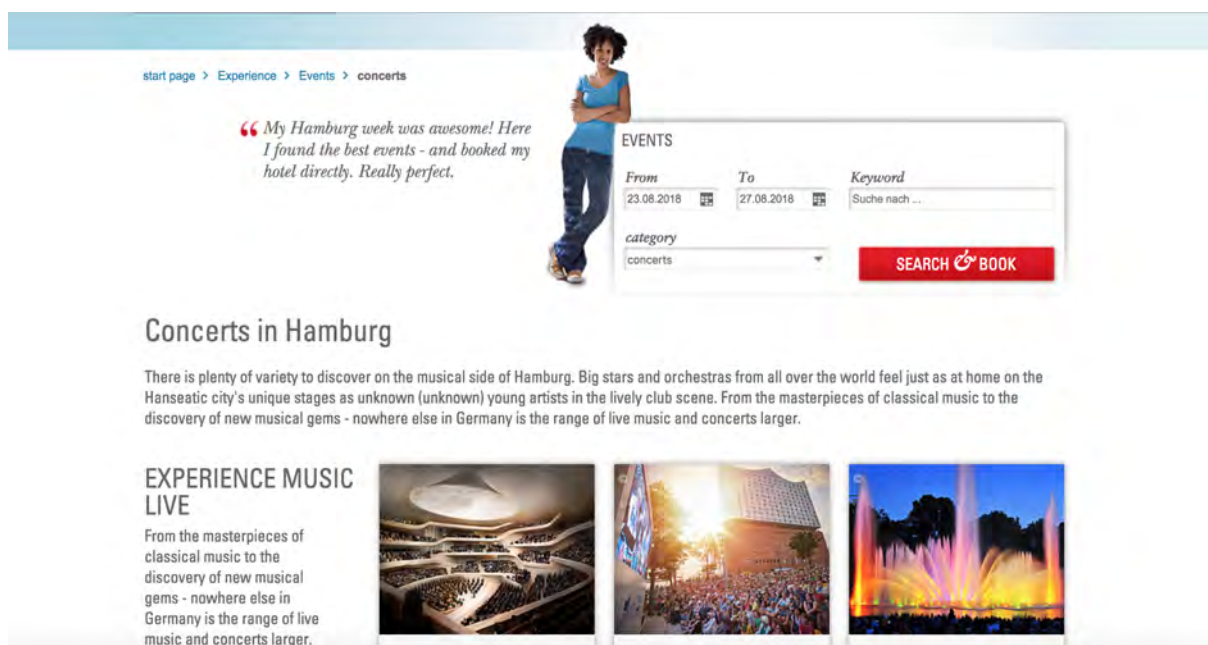 start page > Experience > Events > concerts
“ My Hamburg week was awesome! Here
I found the best events - and booked my
hotel directly. Really perfect.
EVENTS
From To Keyword
23.08.2018 27.08.2018 Suche nach ...
category
concerts
SEARCH & BOOK
Concerts in Hamburg
There is plenty of variety to discover on the musical side of Hamburg. Big stars and orchestras from all over the world feel just as at home on the
Hanseatic city's unique stages as unknown (unknown) young artists in the lively club scene. From the masterpieces of classical music to the
discovery of new musical gems - nowhere else in Germany is the range of live music and concerts larger.
EXPERIENCE MUSIC
LIVE
From the masterpieces of
classical music to the
discovery of new musical
gems - nowhere else in
Germany is the range of live
music and concerts larger.